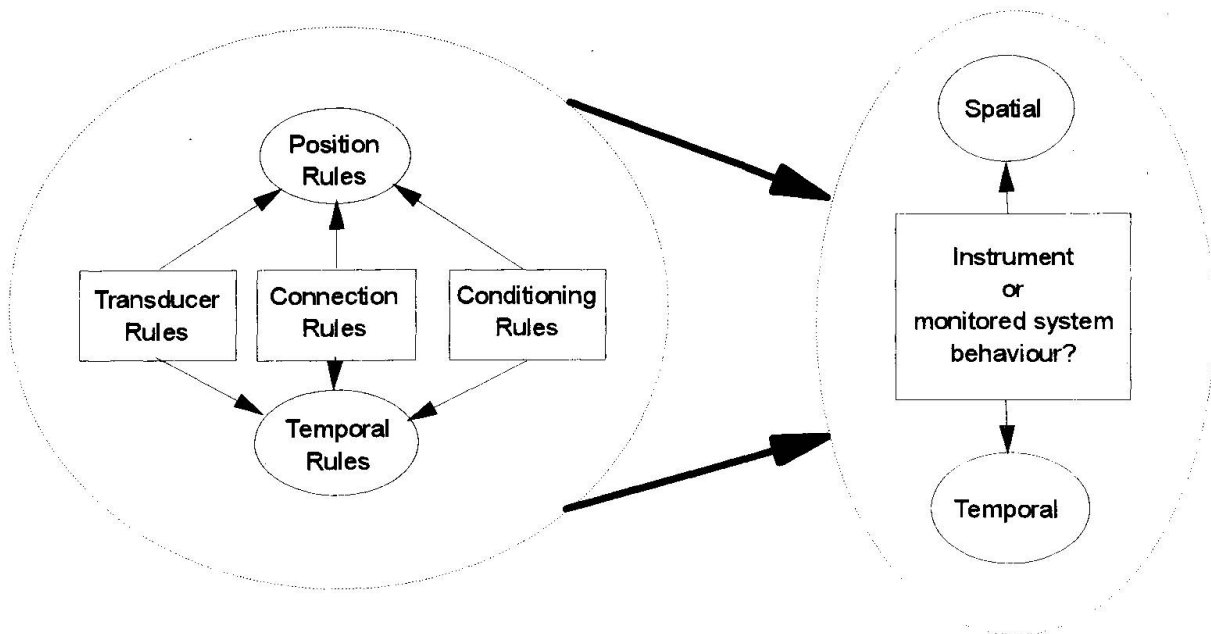 Position
Rules
Transducer
Rules
Connection
Rules
Conditioning
Rules
Temporal
Rules
Spatial
Instrument
or
monitored system
behaviour?
Temporal